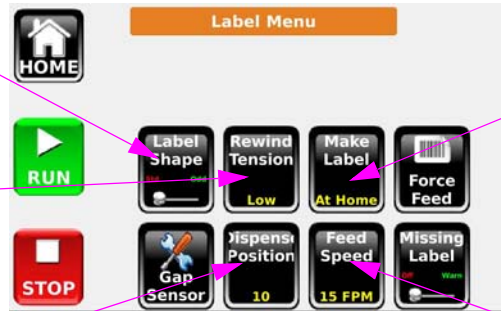 Label Menu
HOME
RUN
Label
Shape
Std Odd
Rewind
Tension
Low
Make
Label
At Home
Force
Feed
STOP
Gap
Sensor
Dispense
Position
10
Feed
Speed
15 FPM
Missing
Label
Off Warn